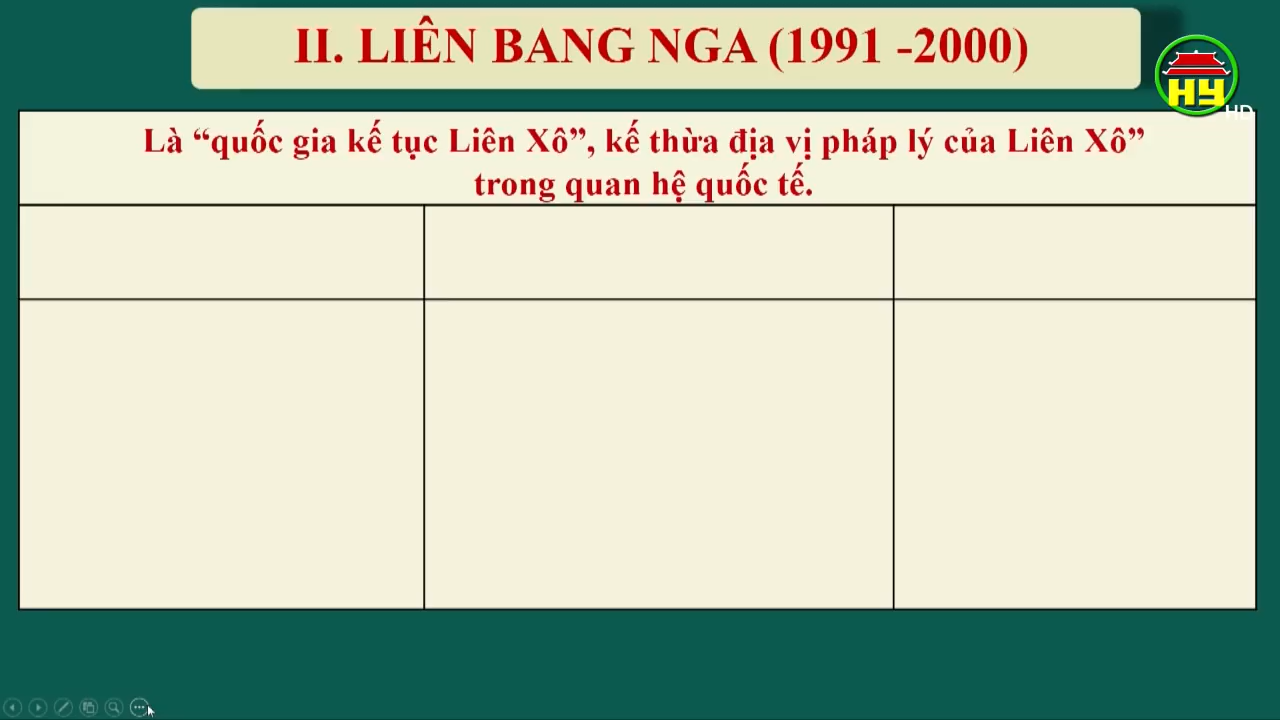 II. LIÊN BANG NGA (1991 -2000)
HY
HD
Là “quốc gia kế tục Liên Xô”, kế thừa địa vị pháp lý của Liên Xô”
trong quan hệ quốc tế.